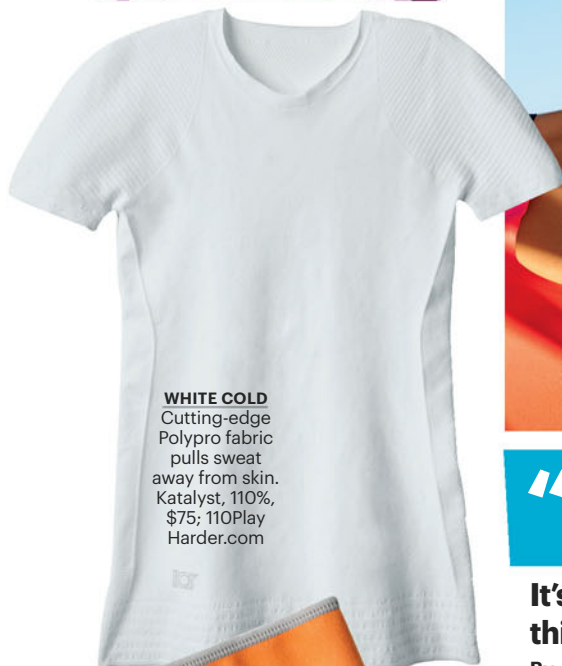 WHITE COLD
Cutting-edge
Polypro fabric
pulls sweat
away from skin.
Katalyst, 110%,
$75; 110Play
Harder.com
“
It's
thi